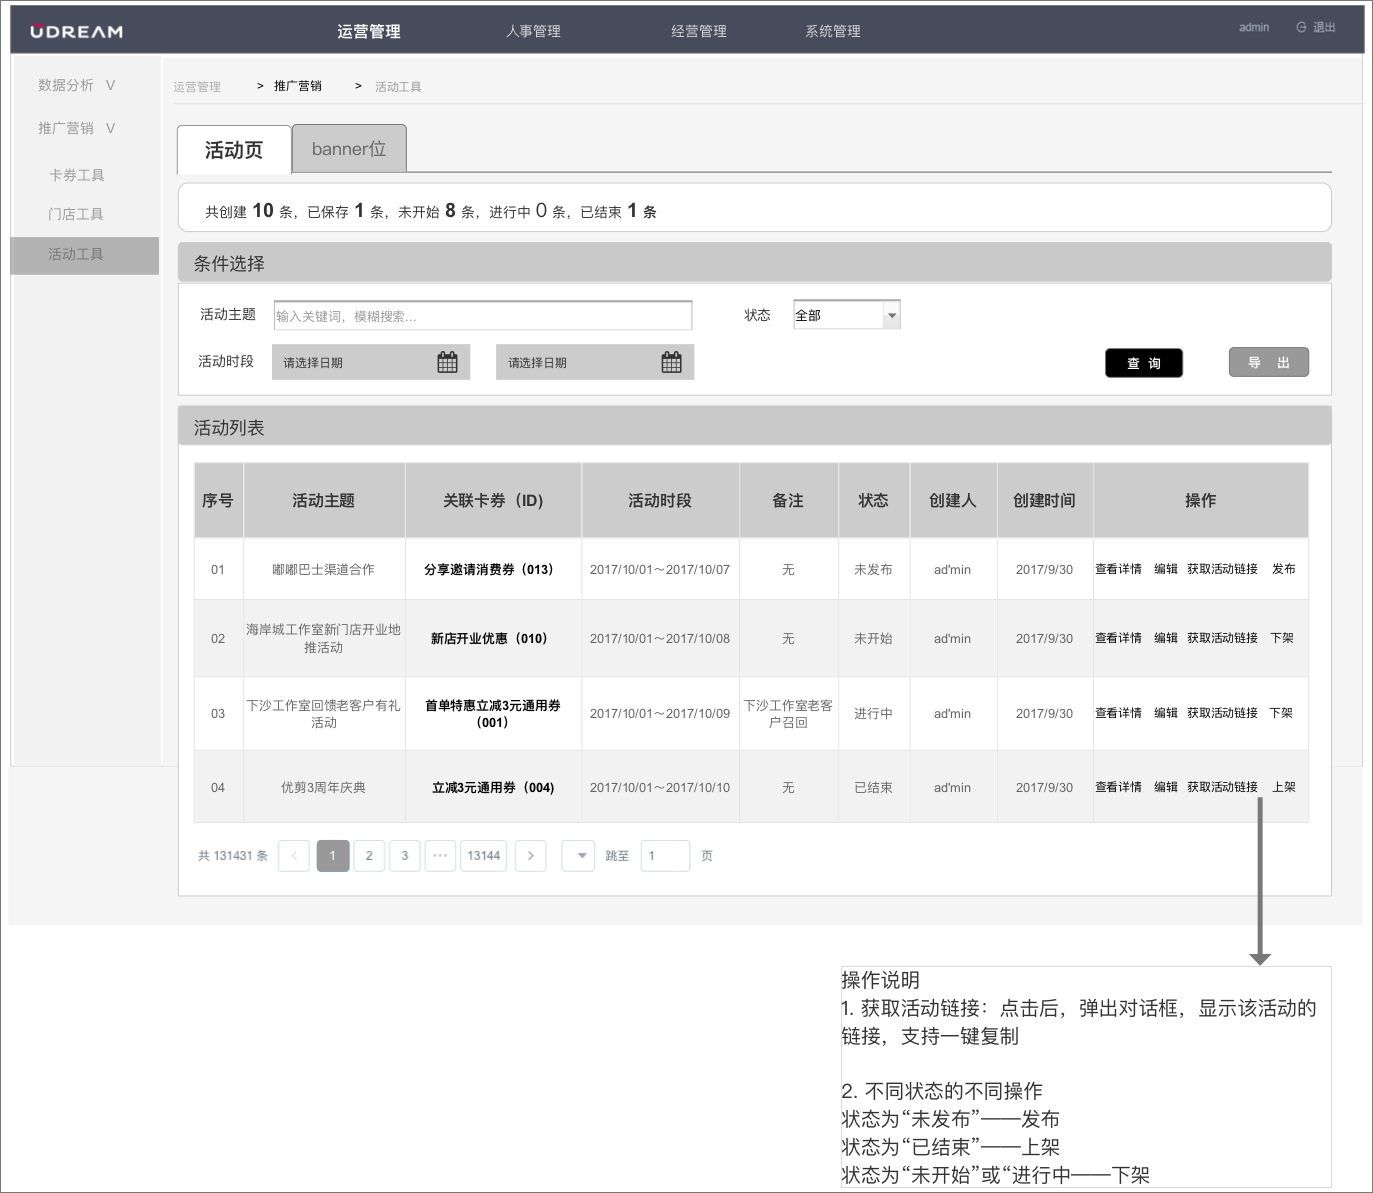 UDREAM 运营管理 人事管理 经营管理 系统管理 admin 退出
数据分析 V
推广营销 V
卡券工具
门店工具
活动工具
运营管理 > 推广营销 > 活动工具
活动页 banner位
共创建 10 条，已保存 1 条，未开始 8 条，进行中 0 条，已结束 1 条
条件选择
活动主题 输入关键词，模糊搜索... 状态 全部
活动时段 请选择日期 请选择日期 查 询 导 出
活动列表
序号 活动主题 关联卡券（ID） 活动时段 备注 状态 创建人 创建时间 操作
01 嘟嘟巴士渠道合作 分享邀请消费券（013） 2017/10/01～2017/10/07 无 未发布 ad'min 2017/9/30 查看详情 编辑 获取活动链接 发布
02 海岸城工作室新门店开业地
推活动 新店开业优惠（010） 2017/10/01～2017/10/08 无 未开始 ad'min 2017/9/30 查看详情 编辑 获取活动链接 下架
03 下沙工作室回馈老客户有礼
活动 首单特惠立减3元通用券
（001） 2017/10/01～2017/10/09 下沙工作室老客
户召回 进行中 ad'min 2017/9/30 查看详情 编辑 获取活动链接 下架
04 优剪3周年庆典 立减3元通用券（004) 2017/10/01～2017/10/10 无 已结束 ad'min 2017/9/30 查看详情 编辑 获取活动链接 上架
共 131431 条 < 1 2 3 ••• 13144 > 跳至 1 页
操作说明
1. 获取活动链接：点击后，弹出对话框，显示该活动的
链接，支持一键复制
2. 不同状态的不同操作
状态为“未发布”——发布
状态为“已结束”——上架
状态为“未开始”或“进行中——下架